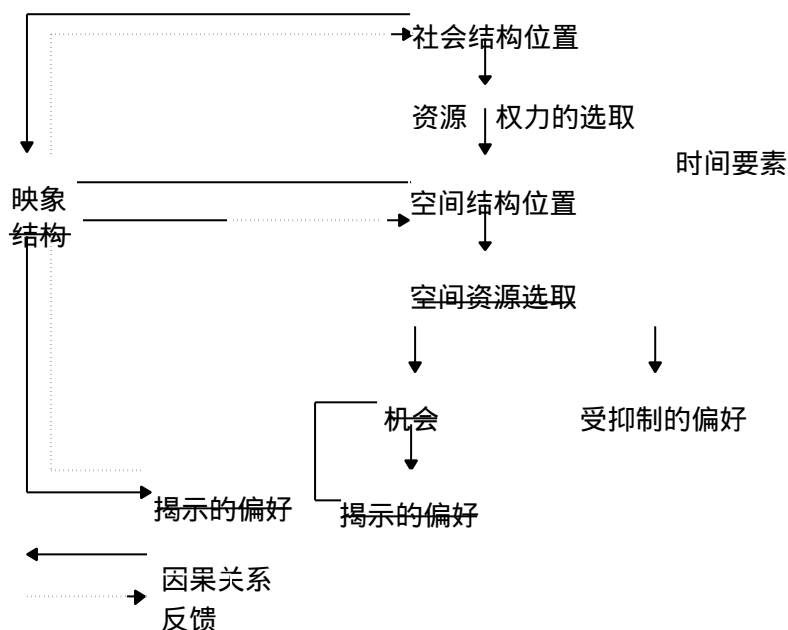 社会结构位置
资源 权力的选取
时间要素
映象
结构
空间结构位置
空间资源选取
机会
受抑制的偏好
揭示的偏好
揭示的偏好
因果关系
反馈